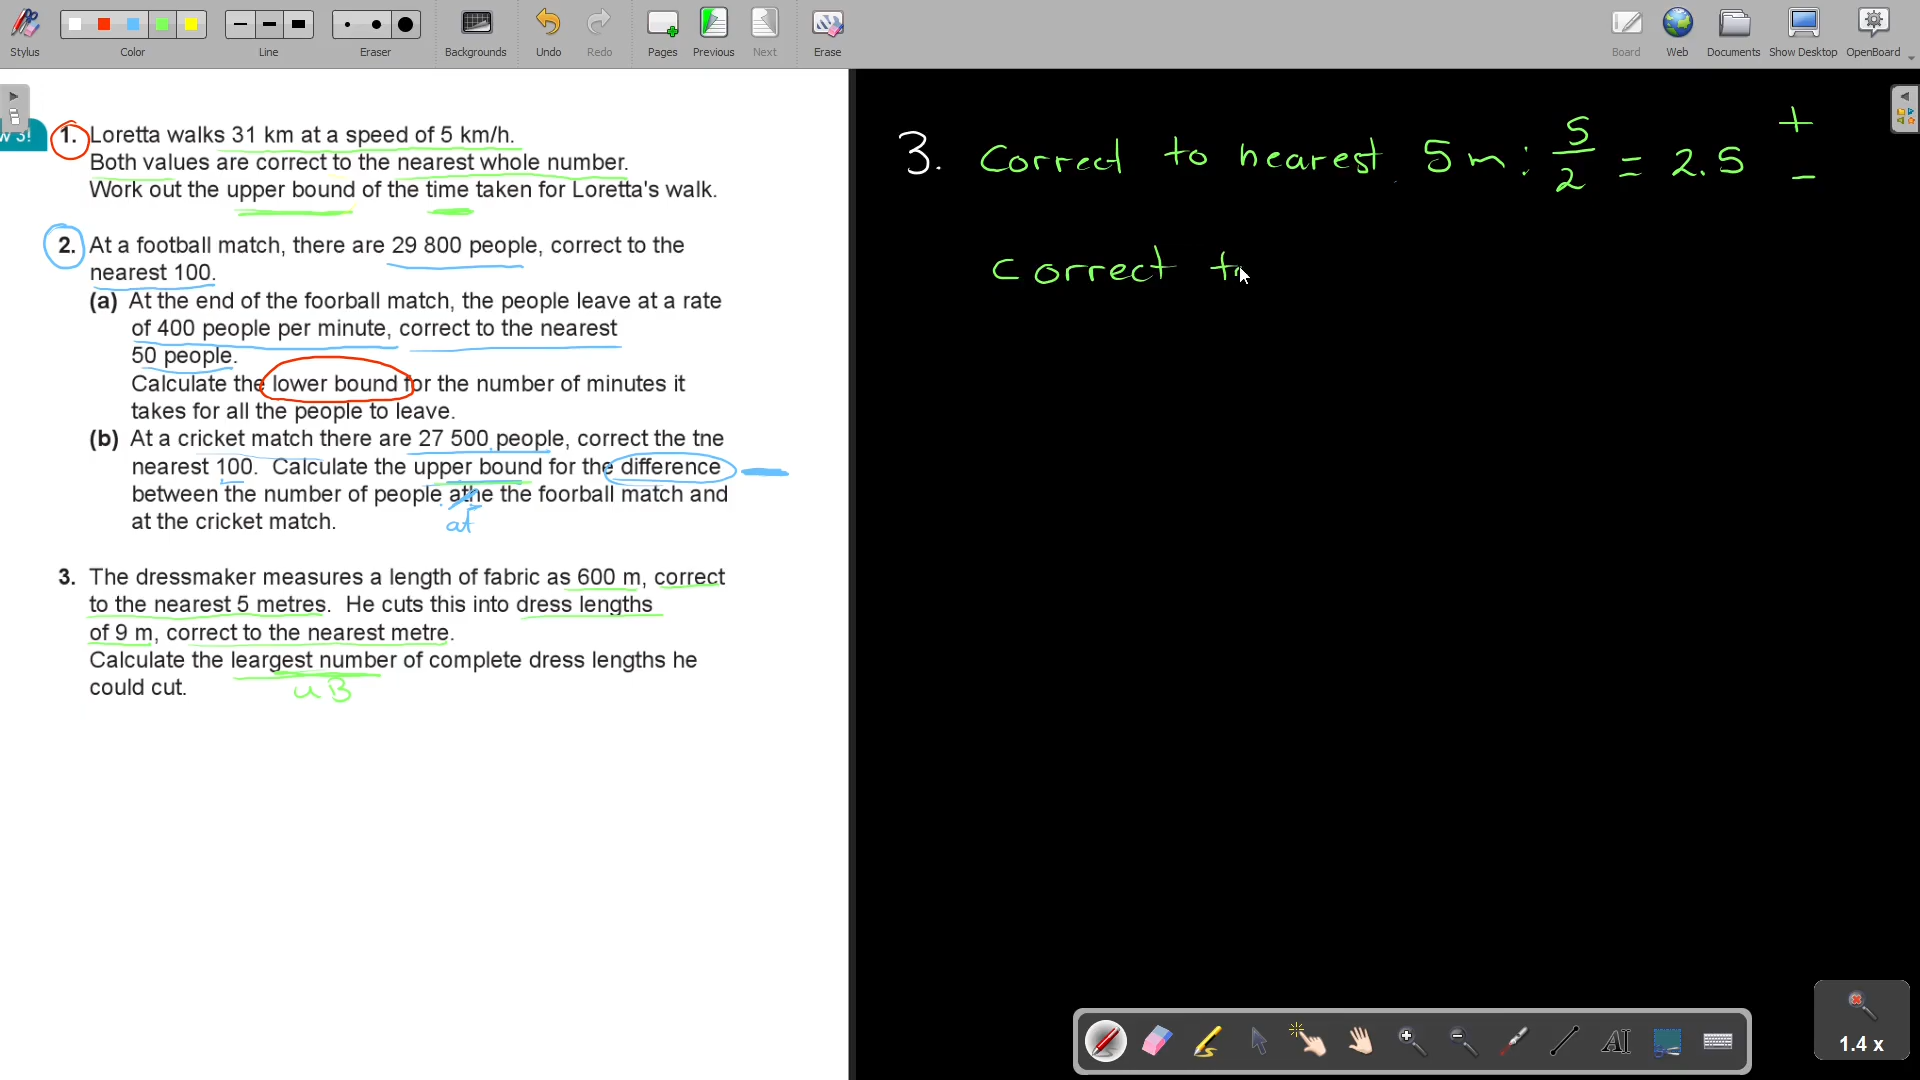 Stylus
Color
Line
Eraser
Backgrounds
Undo
Redo
Pages
Previous
Next
Erase
Board
Web
Documents
Show Desktop
OpenBoard
w 3!
1. Loretta walks 31 km at a speed of 5 km/h.
Both values are correct to the nearest whole number.
Work out the upper bound of the time taken for Loretta's walk.
2. At a football match, there are 29 800 people, correct to the
nearest 100.
(a) At the end of the foorball match, the people leave at a rate
of 400 people per minute, correct to the nearest
50 people.
Calculate the lower bound for the number of minutes it
takes for all the people to leave.
(b) At a cricket match there are 27 500 people, correct the tne
nearest 100. Calculate the upper bound for the difference
between the number of people athe the foorball match and
at
at the cricket match.
3. The dressmaker measures a length of fabric as 600 m, correct
to the nearest 5 metres. He cuts this into dress lengths
of 9 m, correct to the nearest metre.
Calculate the leargest number of complete dress lengths he
could cut.
uB
3. Correct to nearest 5 m : 5/2 = 2.5 + -
Correct to
1.4 x